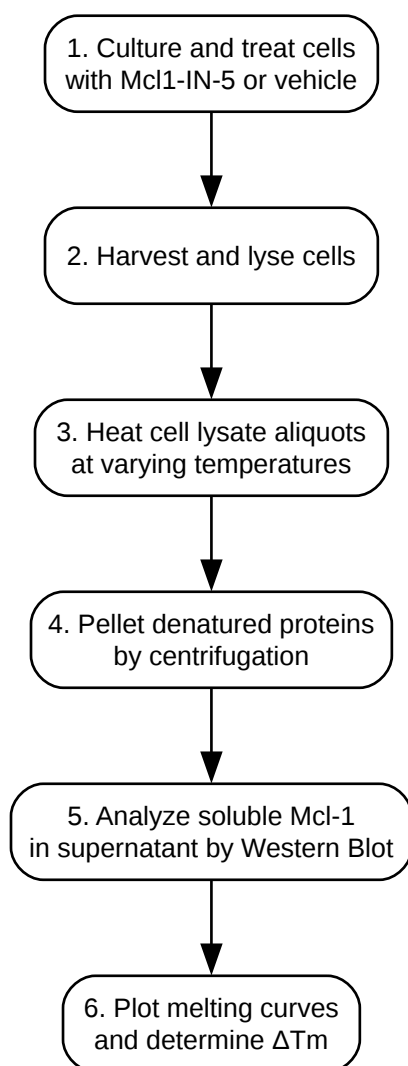 1. Culture and treat cells
with Mcl1-IN-5 or vehicle
2. Harvest and lyse cells
3. Heat cell lysate aliquots
at varying temperatures
4. Pellet denatured proteins
by centrifugation
5. Analyze soluble Mcl-1
in supernatant by Western Blot
6. Plot melting curves
and determine ΔTm